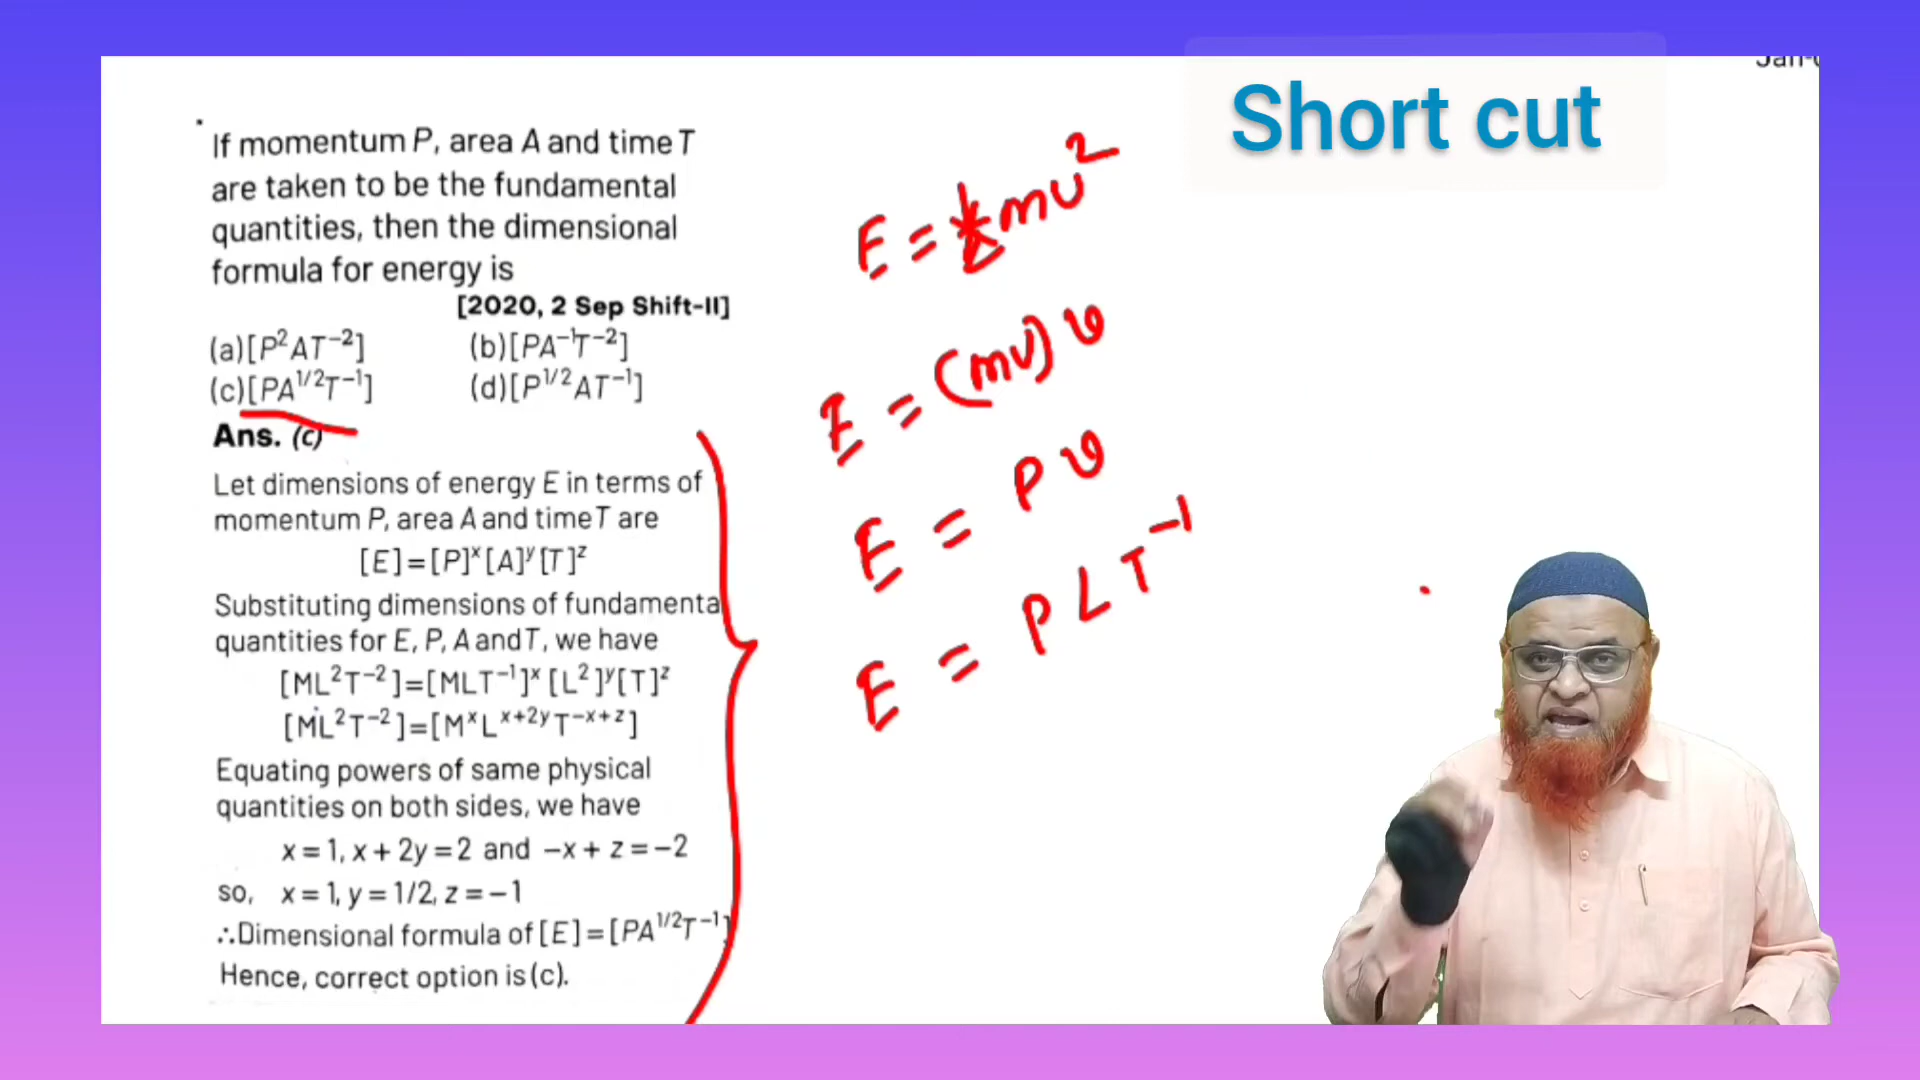 Short cut
If momentum P, area A and time T
are taken to be the fundamental
quantities, then the dimensional
formula for energy is
[2020, 2 Sep Shift-II]
(a)[P²AT⁻²] (b)[PA⁻¹T⁻²]
(c)[PA^1/2T⁻¹] (d)[P^1/2AT⁻¹]
Ans. (c)
Let dimensions of energy E in terms of
momentum P, area A and time T are
[E]=[P]ˣ[A]ʸ[T]ᶻ
Substituting dimensions of fundamenta
quantities for E, P, A and T, we have
[ML²T⁻²]=[MLT⁻¹]ˣ[L²]ʸ[T]ᶻ
[ML²T⁻²]=[MˣL^x+2yT^−x+z]
Equating powers of same physical
quantities on both sides, we have
x = 1, x + 2y = 2 and −x + z = −2
so, x = 1, y = 1/2, z = −1
∴Dimensional formula of [E]=[PA^1/2T⁻¹]
Hence, correct option is (c).
E = ½mv²
E = (mv) v
E = P v
E = P L T⁻¹